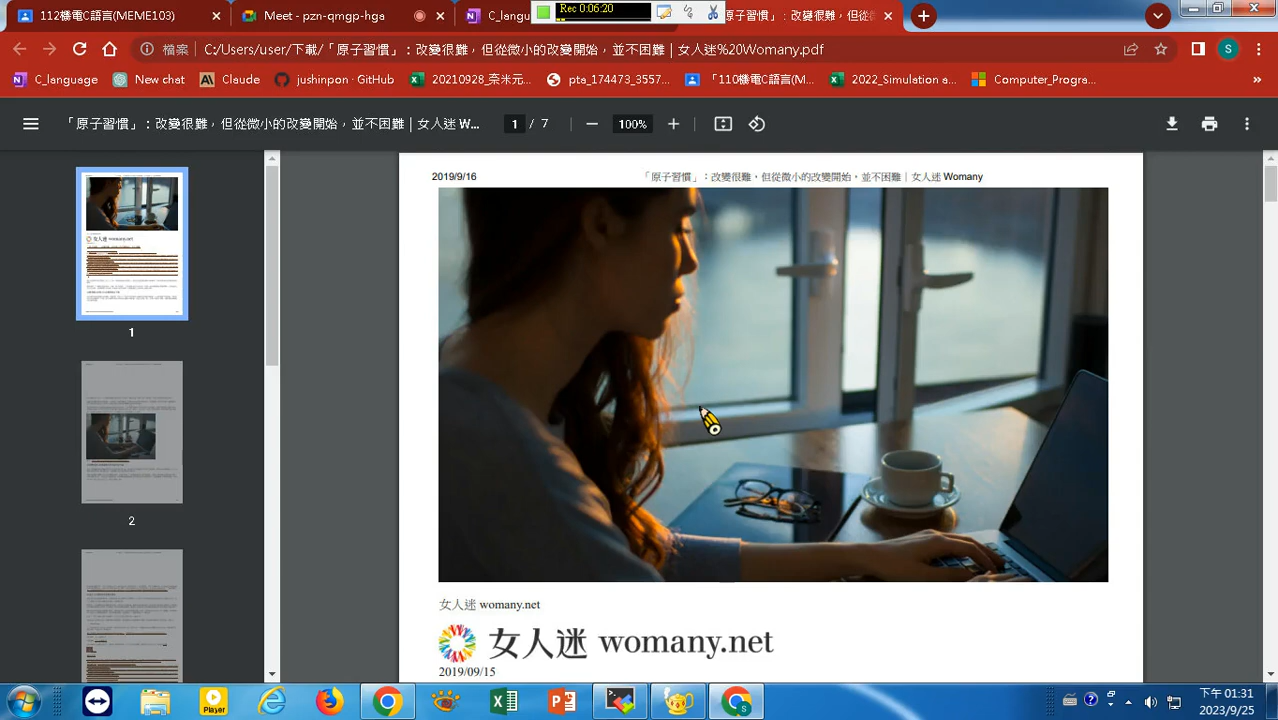 112機電C語言(MEME103)
Meet - jzn-qmgp-hga
C_langu
Rec 0:06:20
原子習慣」：改變很難，但從微
檔案 C:/Users/user/下載/「原子習慣」：改變很難，但從微小的改變開始，並不困難｜女人迷%20Womany.pdf
S
C_language
New chat
Claude
jushinpon · GitHub
20210928_奈米元...
pta_174473_3557...
「110機電C語言(M...
2022_Simulation a...
Computer_Progra...
»
「原子習慣」：改變很難，但從微小的改變開始，並不困難｜女人迷 W...
1 / 7
100%
1
2
2019/9/16
「原子習慣」：改變很難，但從微小的改變開始，並不困難｜女人迷 Womany
女人迷 womany.net
女人迷 womany.net
2019/09/15
Player
下午 01:31
2023/9/25